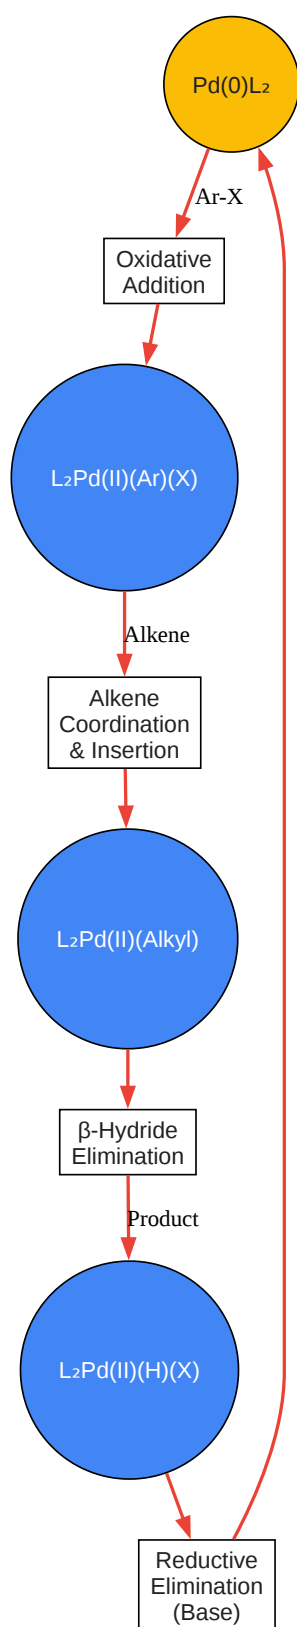 Pd(0)L₂
Ar-X
Oxidative
Addition
L₂Pd(II)(Ar)(X)
Alkene
Alkene
Coordination
& Insertion
L₂Pd(II)(Alkyl)
β-Hydride
Elimination
Product
L₂Pd(II)(H)(X)
Reductive
Elimination
(Base)